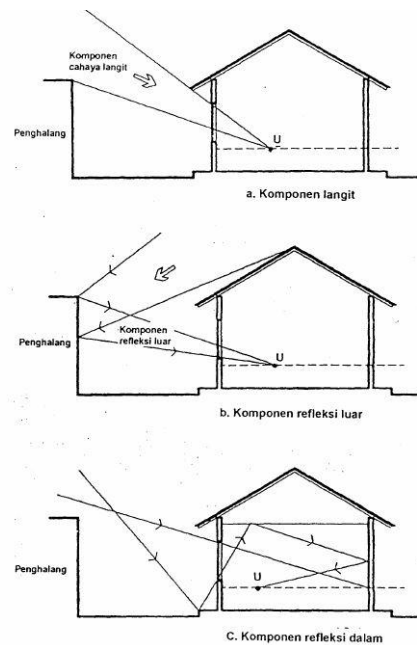 Komponen
cahaya langit
Penghalang
U
a. Komponen langit
Komponen
refleksi luar
Penghalang
U
b. Komponen refleksi luar
Penghalang
U
C. Komponen refleksi dalam